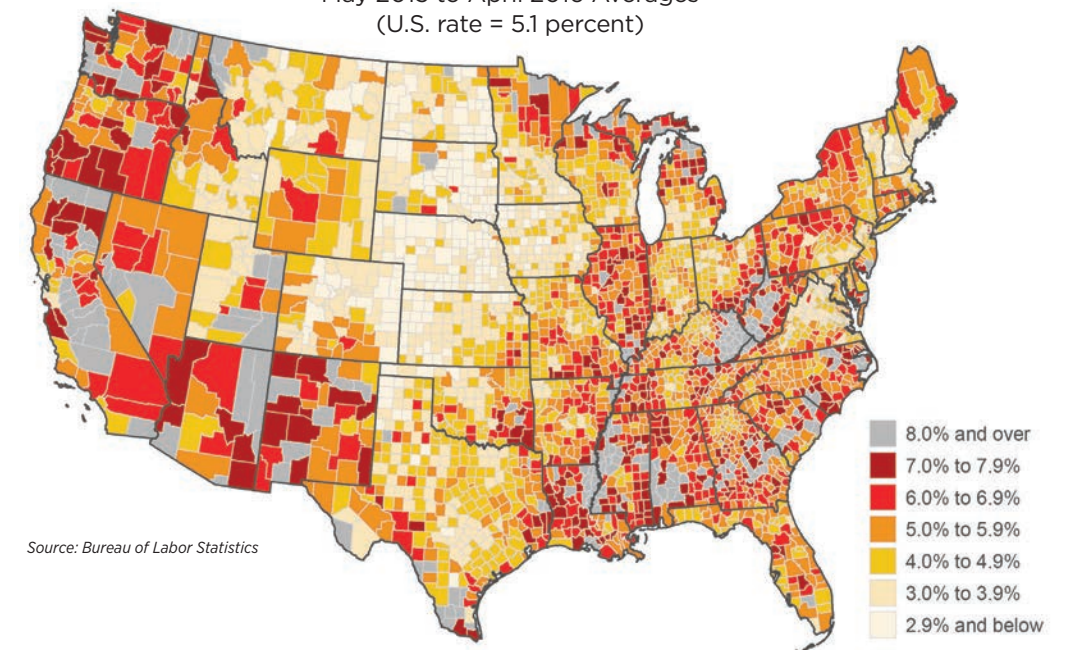 (U.S. rate = 5.1 percent)
8.0% and over
7.0% to 7.9%
6.0% to 6.9%
5.0% to 5.9%
4.0% to 4.9%
3.0% to 3.9%
2.9% and below
Source: Bureau of Labor Statistics